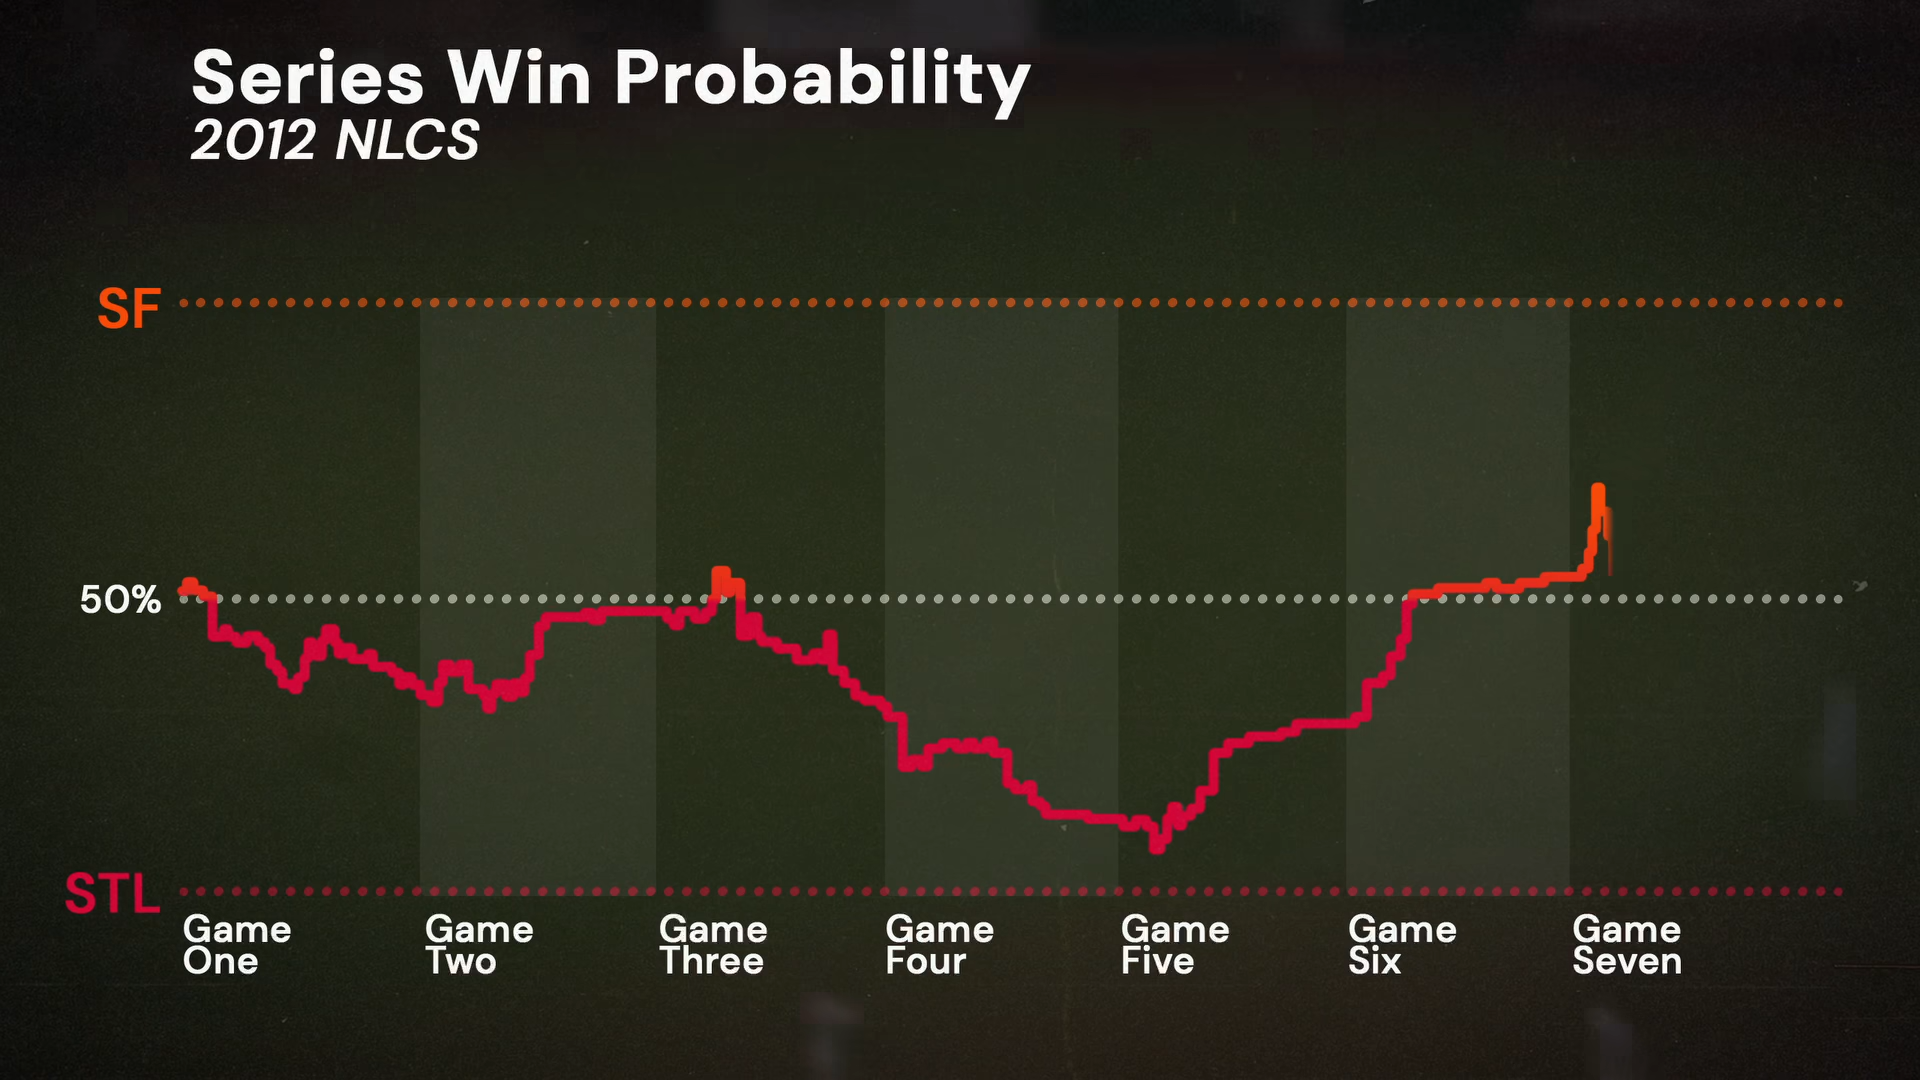 Series Win Probability
2012 NLCS
SF
50%
STL
Game
One
Game
Two
Game
Three
Game
Four
Game
Five
Game
Six
Game
Seven